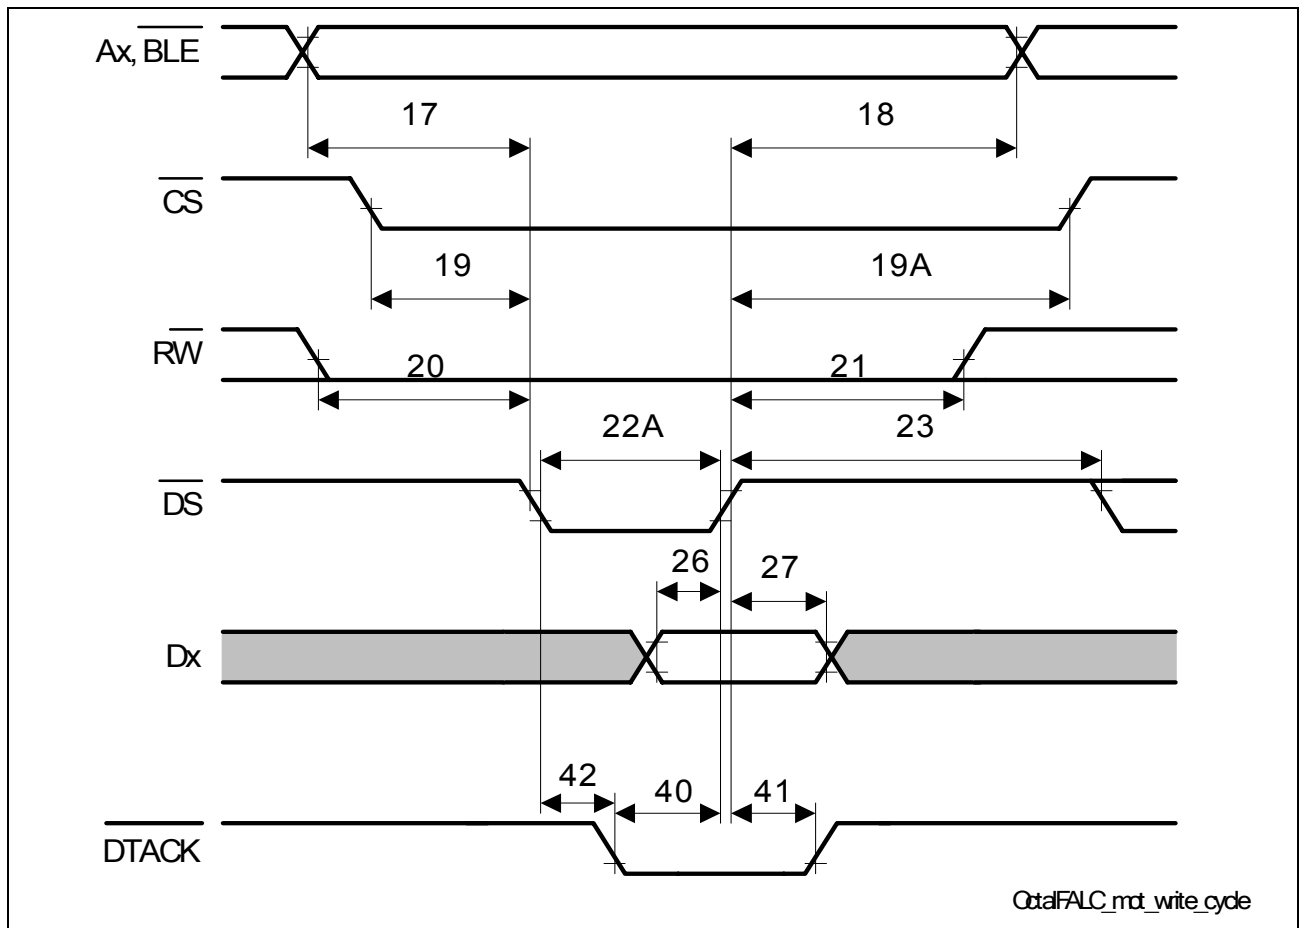 Ax, BLE
17
18
CS
19
19A
RW
20
21
22A
23
DS
26
27
Dx
42
40
41
DTACK
OctalFALC_mot_write_cycle